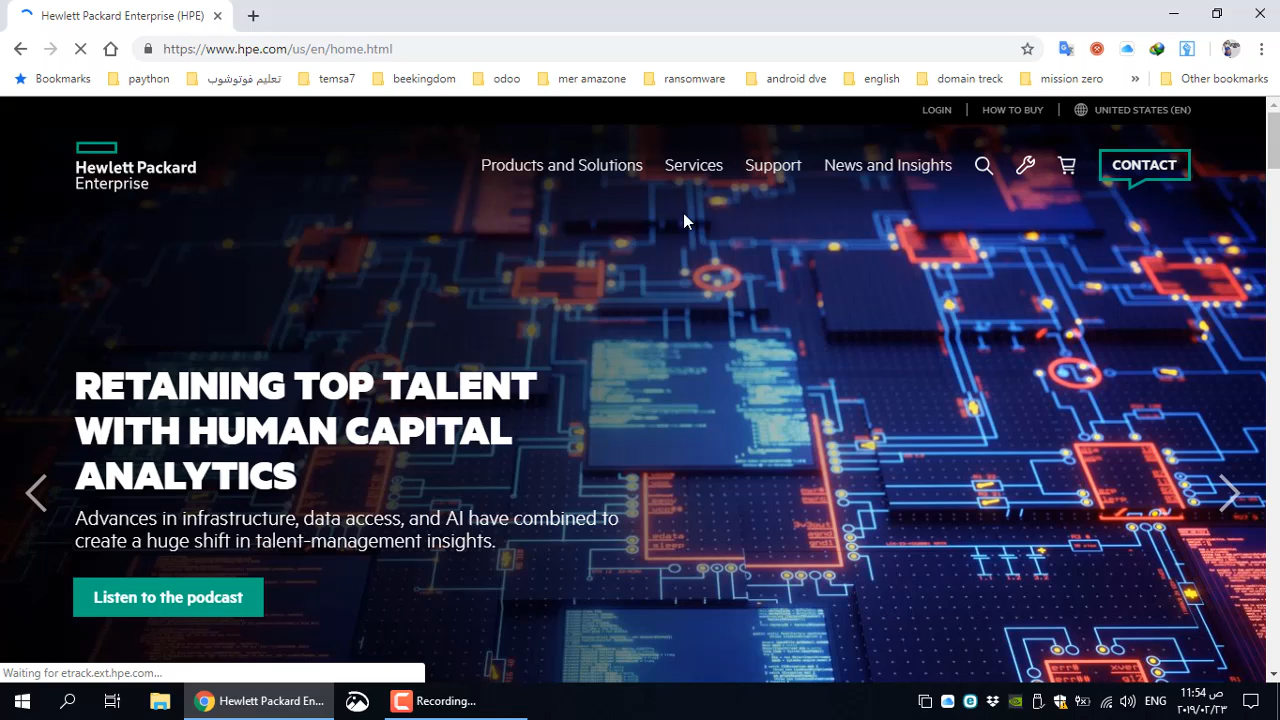 Hewlett Packard Enterprise (HPE)
https://www.hpe.com/us/en/home.html
Bookmarks
paython
تعليم فوتوشوب
temsa7
beekingdom
odoo
mer amazone
ransomware
android dve
english
domain treck
mission zero
»
Other bookmarks
LOGIN
HOW TO BUY
UNITED STATES (EN)
Hewlett Packard
Enterprise
Products and Solutions
Services
Support
News and Insights
CONTACT
RETAINING TOP TALENT
WITH HUMAN CAPITAL
ANALYTICS
Advances in infrastructure, data access, and AI have combined to
create a huge shift in talent-management insights.
Listen to the podcast
Waiting for etrack.ext.hpe.com...
Hewlett Packard En...
Recording...
ENG
11:54 ص
٢٠١٩/٠٢/٢٣